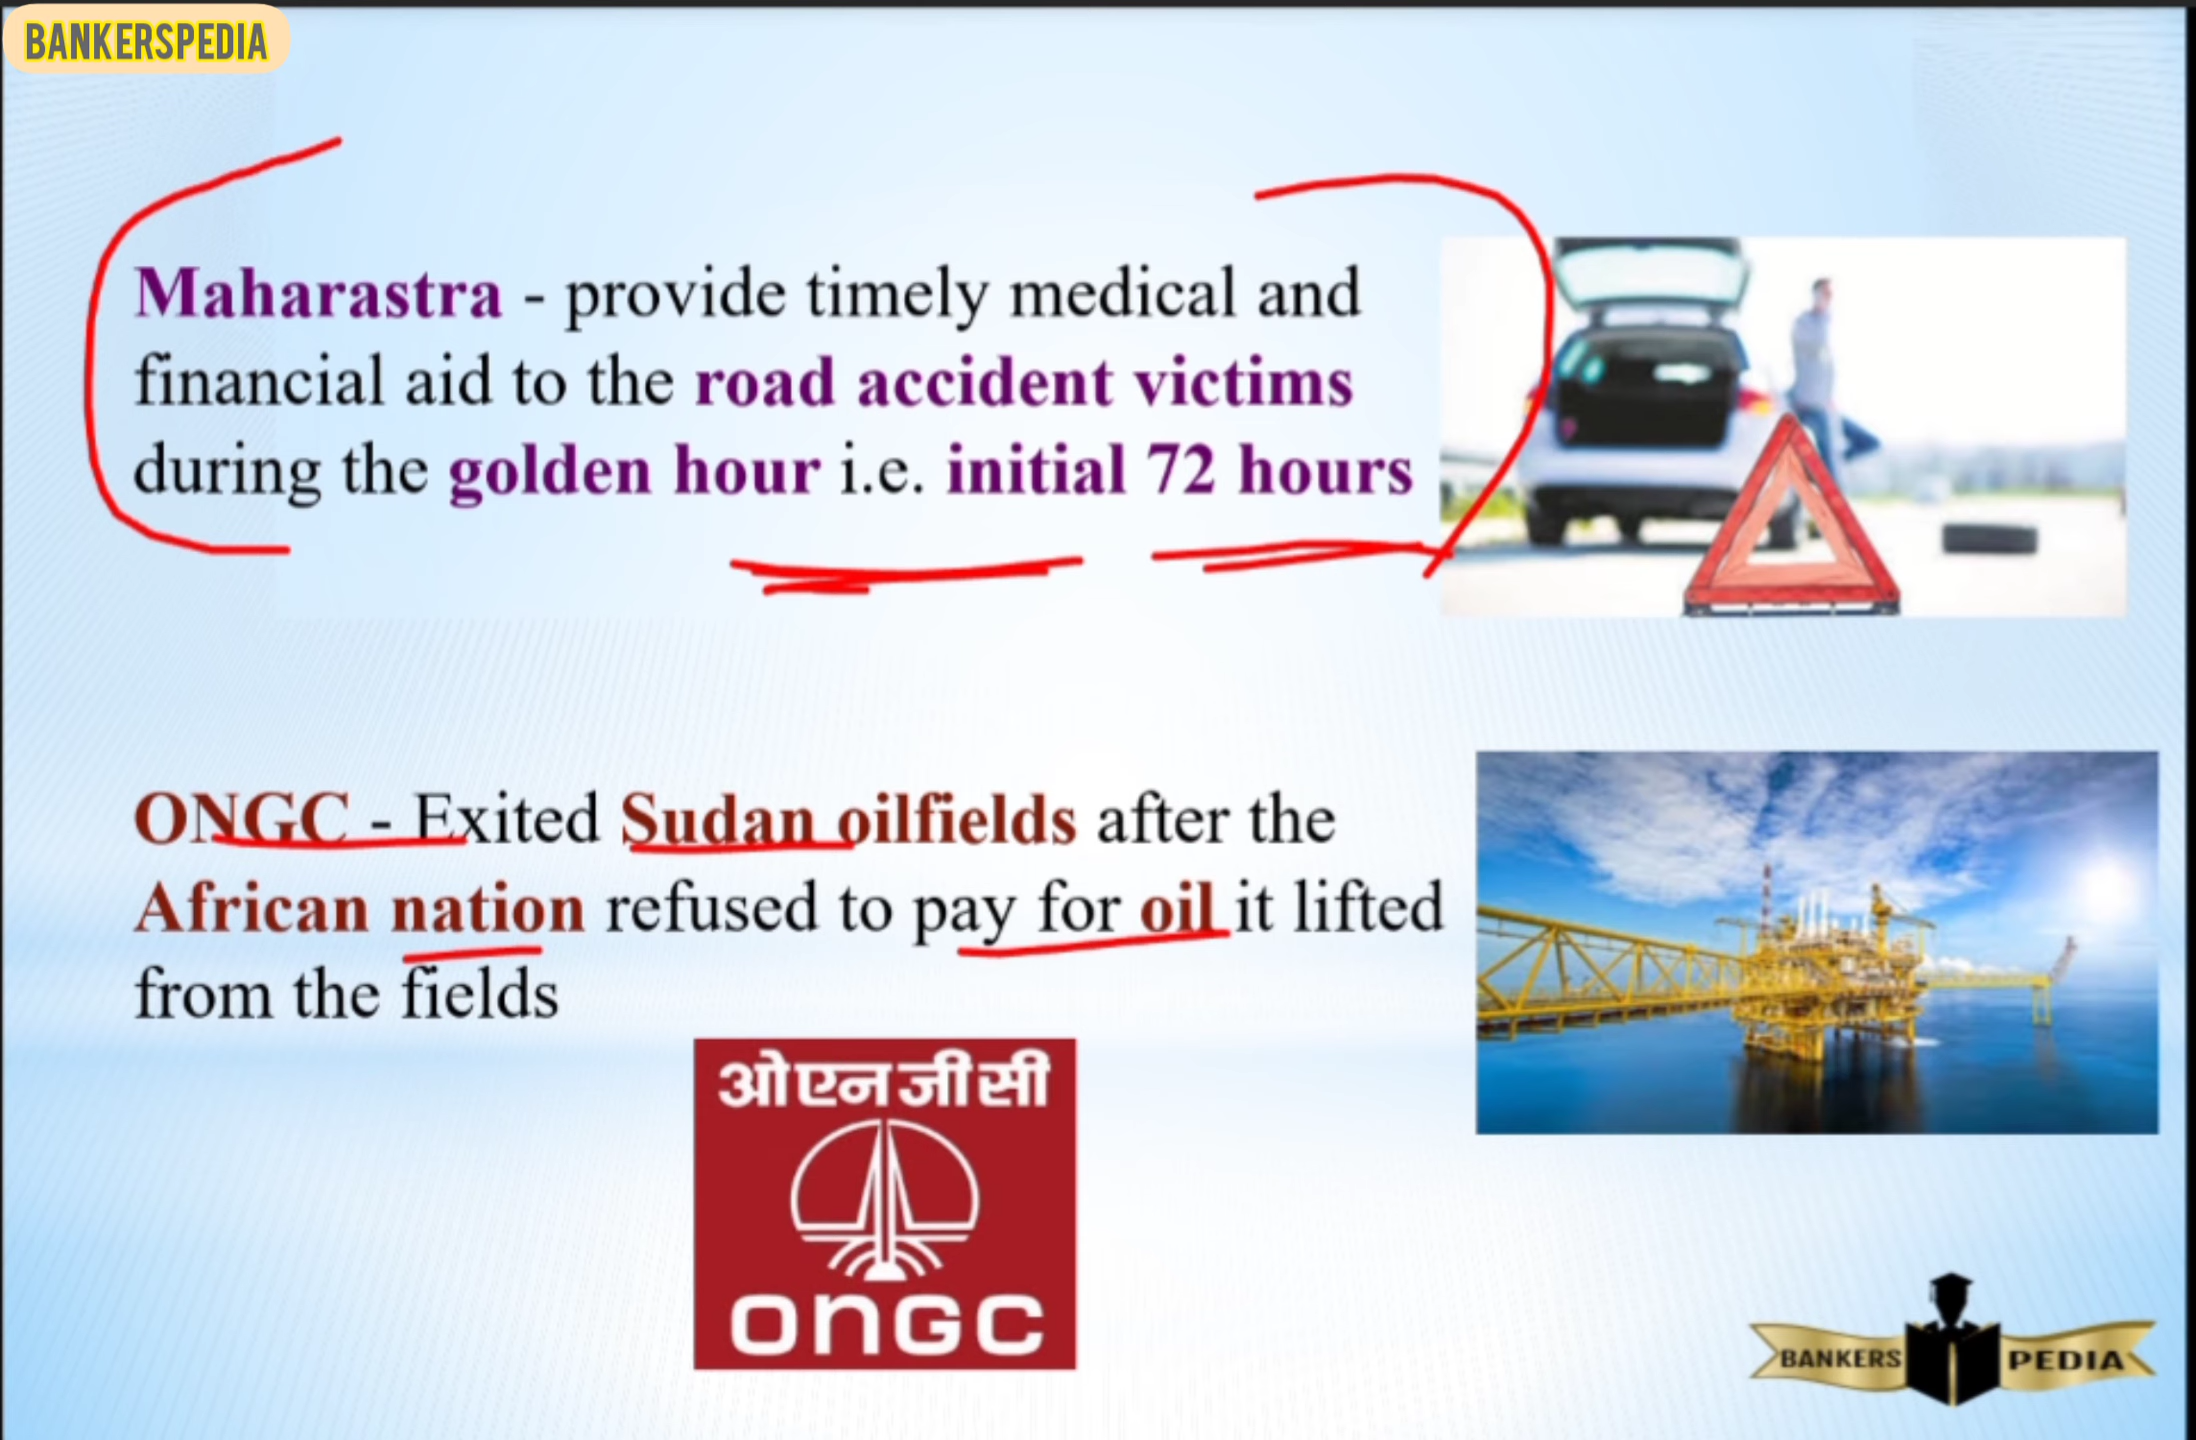 BANKERSPEDIA
Maharastra - provide timely medical and
financial aid to the road accident victims
during the golden hour i.e. initial 72 hours
ONGC - Exited Sudan oilfields after the
African nation refused to pay for oil it lifted
from the fields
ओएनजीसी
ONGC
BANKERS PEDIA